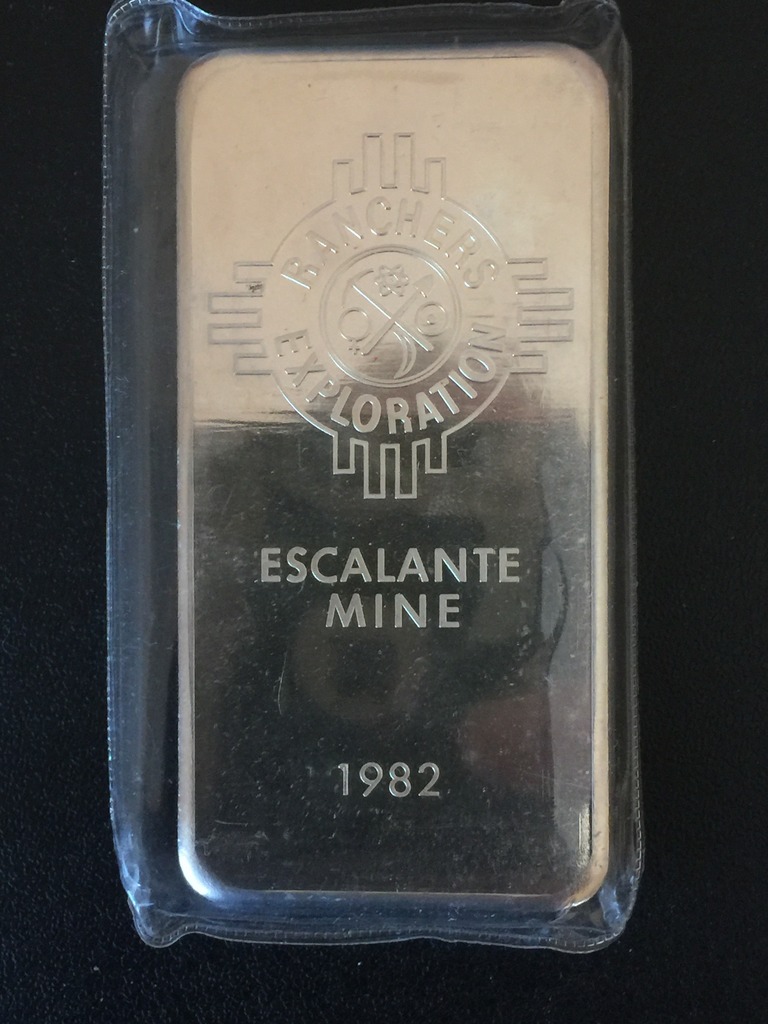 RANCHERS
EXPLORATION
ESCALANTE
MINE
1982